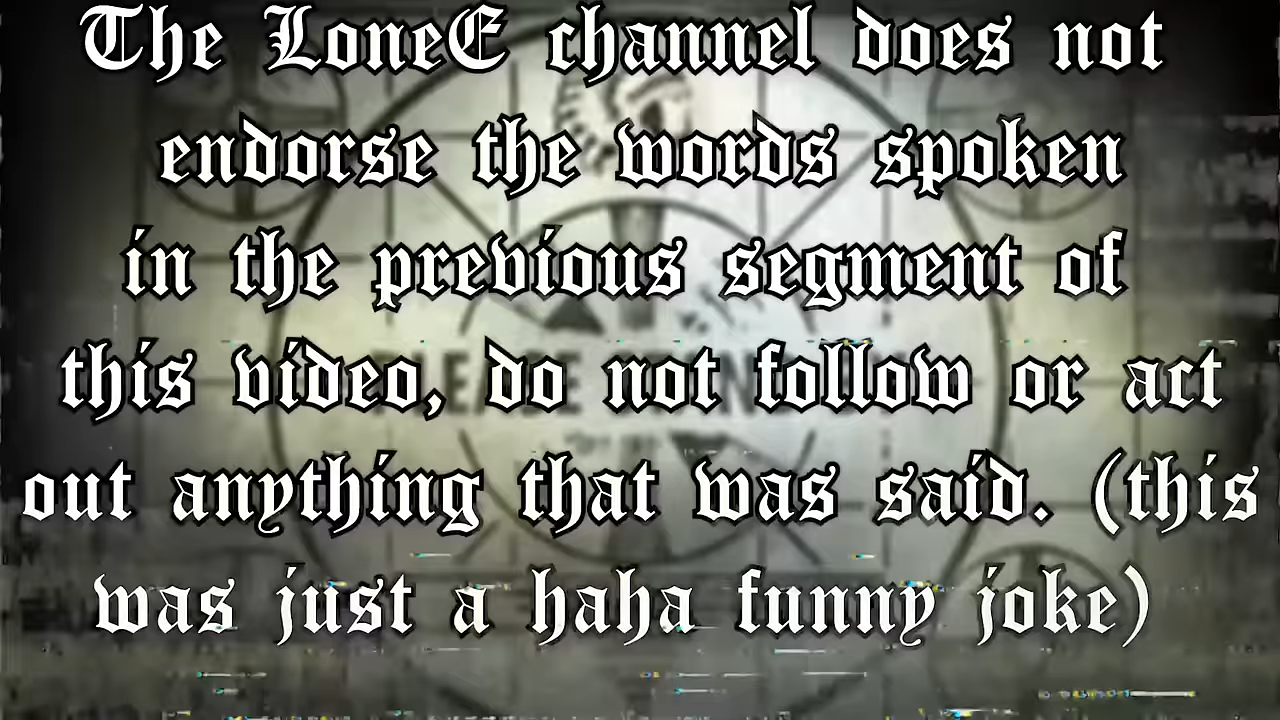 The LoneE channel does not
endorse the words spoken
in the previous segment of
this video, do not follow or act
out anything that was said. (this
was just a haha funny joke)
PLEASE